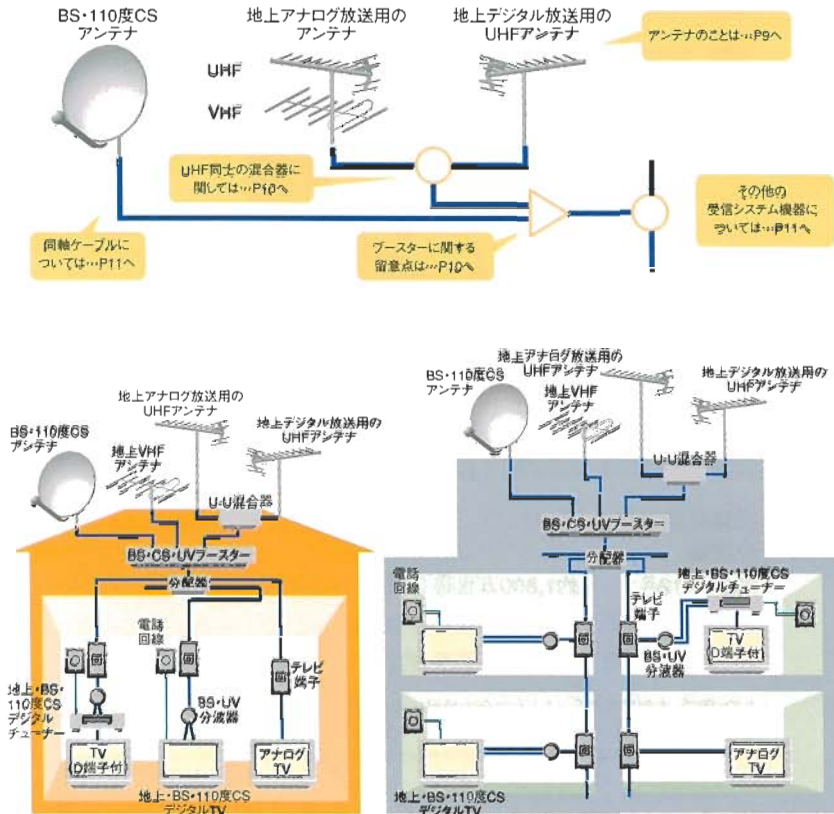 BS・110度CS
アンテナ
地上アナログ放送用の
アンテナ
地上デジタル放送用の
UHFアンテナ
アンテナのことは…P9へ
UHF
VHF
UHF同士の混合器に
関しては…P10へ
その他の
受信システム機器に
ついては…P11へ
同軸ケーブルに
ついては…P11へ
ブースターに関する
留意点は…P10へ
BS・110度CS
アンテナ
地上VHF
アンテナ
地上アナログ放送用の
UHFアンテナ
地上デジタル放送用の
UHFアンテナ
U・U混合器
BS・CS・UVブースター
分配器
電話
回線
テレビ
端子
地上・BS・
110度CS
デジタル
チューナー
BS・UV
分波器
TV
(D端子付)
アナログ
TV
地上・BS・110度CS
デジタルTV
地上アナログ放送用の
UHFアンテナ
BS・110度CS
アンテナ
地上VHF
アンテナ
地上デジタル放送用の
UHFアンテナ
U・U混合器
BS・CS・UVブースター
分配器
電話
回線
地上・BS・110度CS
デジタルチューナー
テレビ
端子
BS・UV
分波器
TV
(D端子付)
アナログ
TV
地上・BS・110度CS
デジタルTV